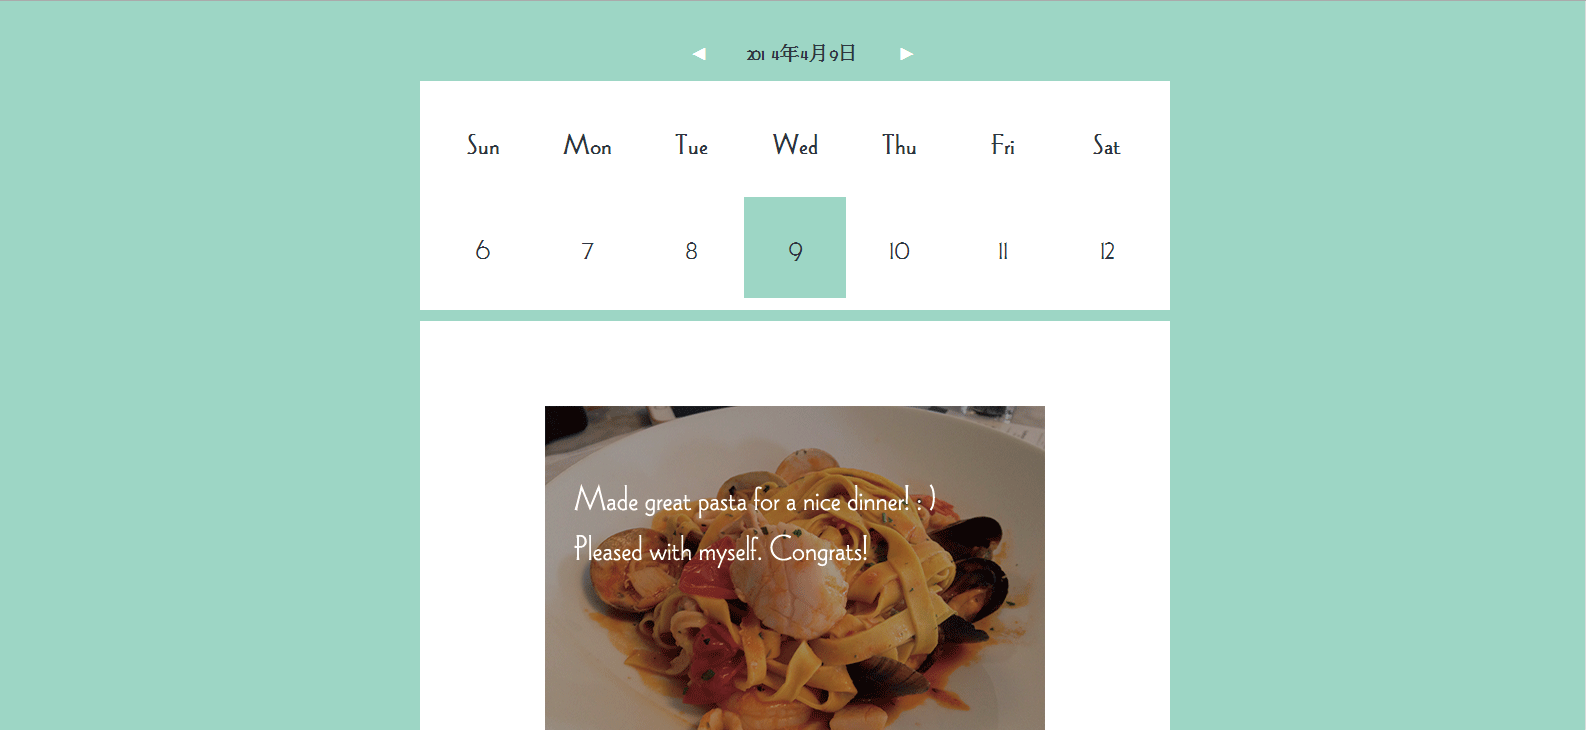 ◀ 2014年4月9日 ▶
Sun Mon Tue Wed Thu Fri Sat
6 7 8 9 10 11 12
Made great pasta for a nice dinner! : )
Pleased with myself. Congrats!